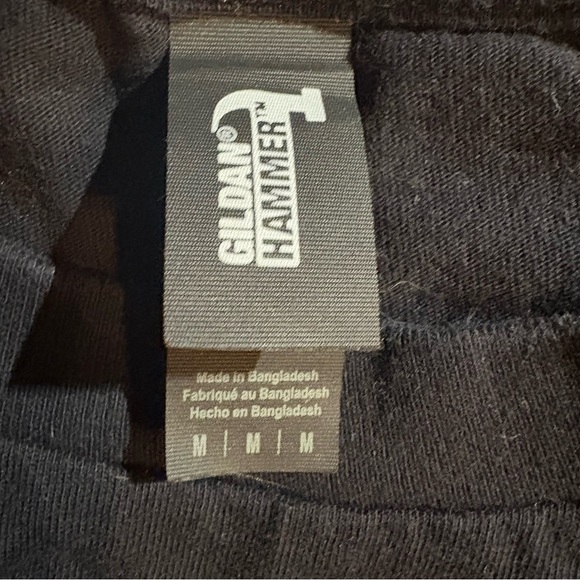 GILDAN®
HAMMER™
Made in Bangladesh
Fabriqué au Bangladesh
Hecho en Bangladesh
M | M | M